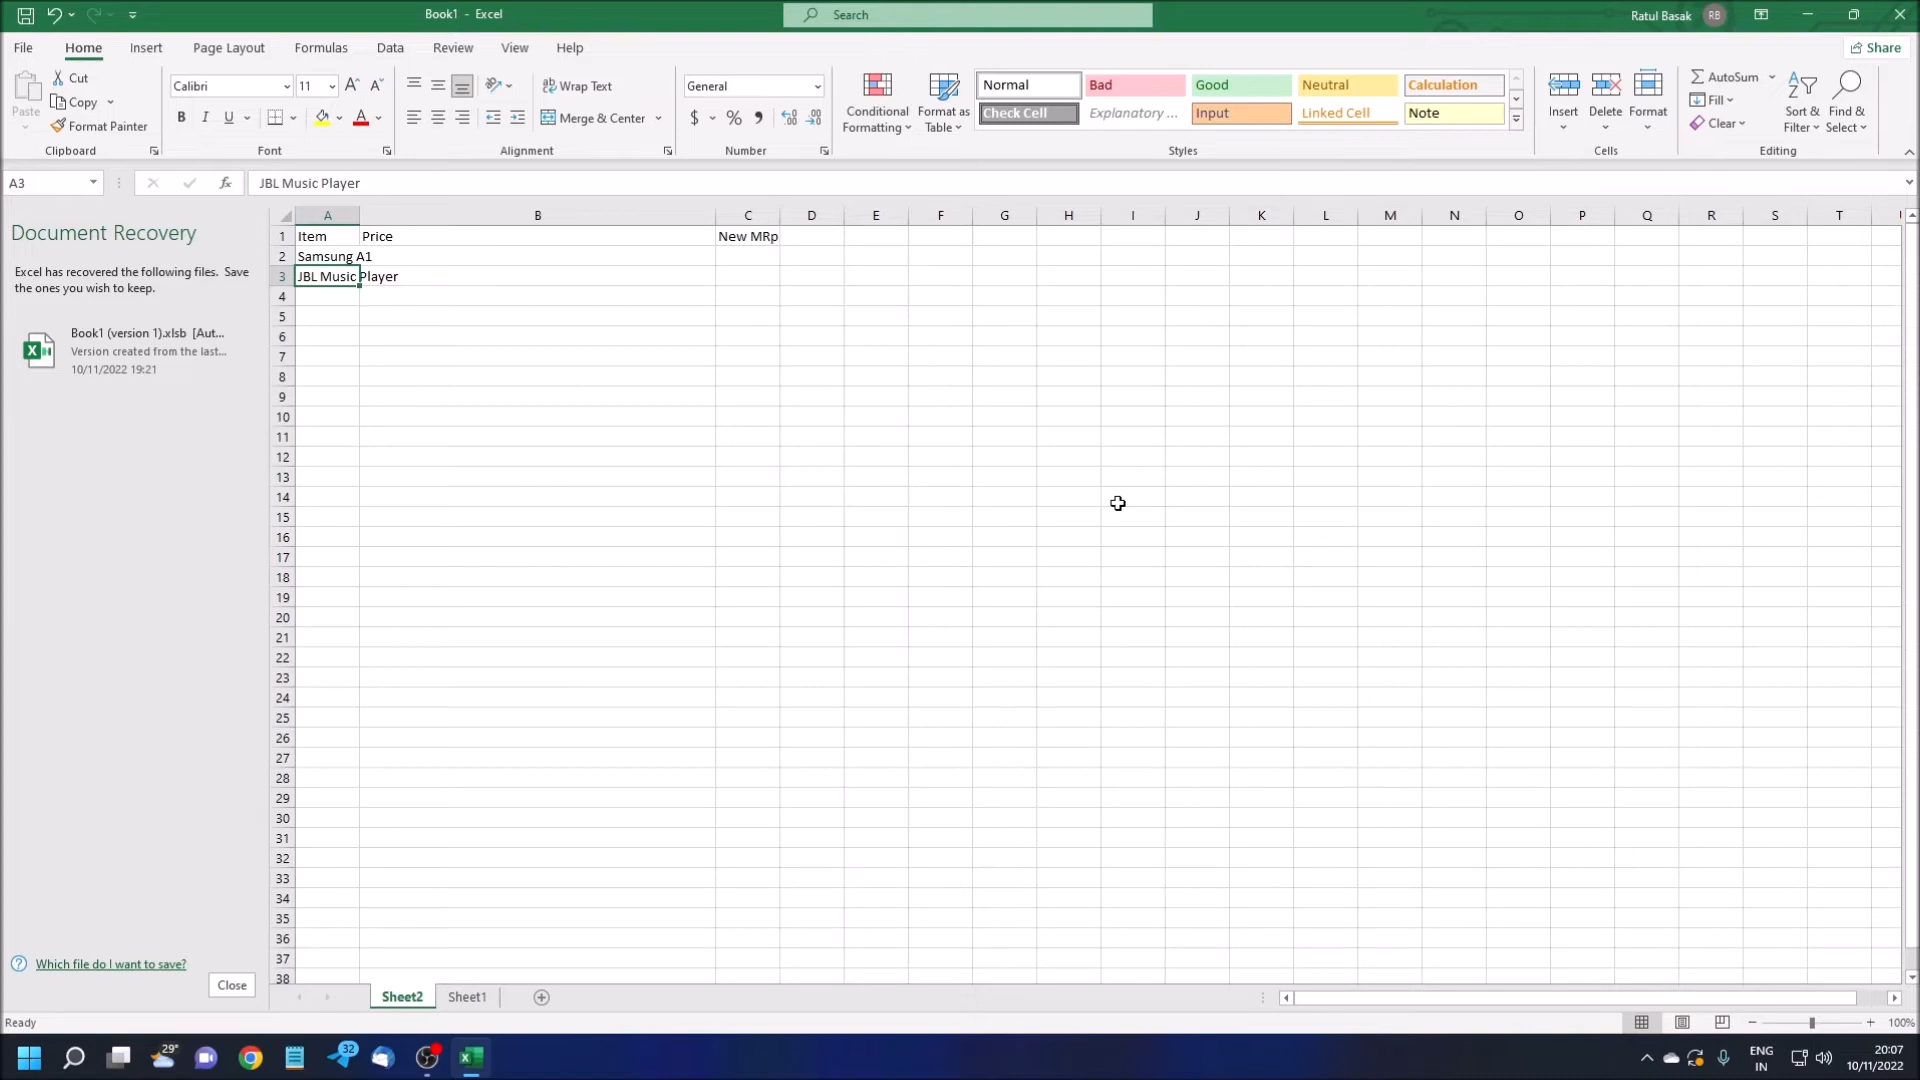 Book1 - Excel
Search
Ratul Basak
RB
File
Home
Insert
Page Layout
Formulas
Data
Review
View
Help
Share
Paste
Cut
Copy
Format Painter
Clipboard
Calibri
11
B
I
U
Font
Wrap Text
Merge & Center
Alignment
General
$
%
Number
Conditional
Formatting
Format as
Table
Normal
Bad
Good
Neutral
Calculation
Check Cell
Explanatory ...
Input
Linked Cell
Note
Styles
Insert
Delete
Format
Cells
AutoSum
Fill
Clear
Sort &
Filter
Find &
Select
Editing
A3
fx
JBL Music Player
Document Recovery
Excel has recovered the following files. Save
the ones you wish to keep.
Book1 (version 1).xlsb [Aut...
Version created from the last...
10/11/2022 19:21
Which file do I want to save?
Close
A B C D E F G H I J K L M N O P Q R S T
1 Item Price New MRp
2 Samsung A1
3 JBL Music Player
4
5
6
7
8
9
10
11
12
13
14
15
16
17
18
19
20
21
22
23
24
25
26
27
28
29
30
31
32
33
34
35
36
37
38
Sheet2
Sheet1
Ready
100%
29°
32
ENG
IN
20:07
10/11/2022